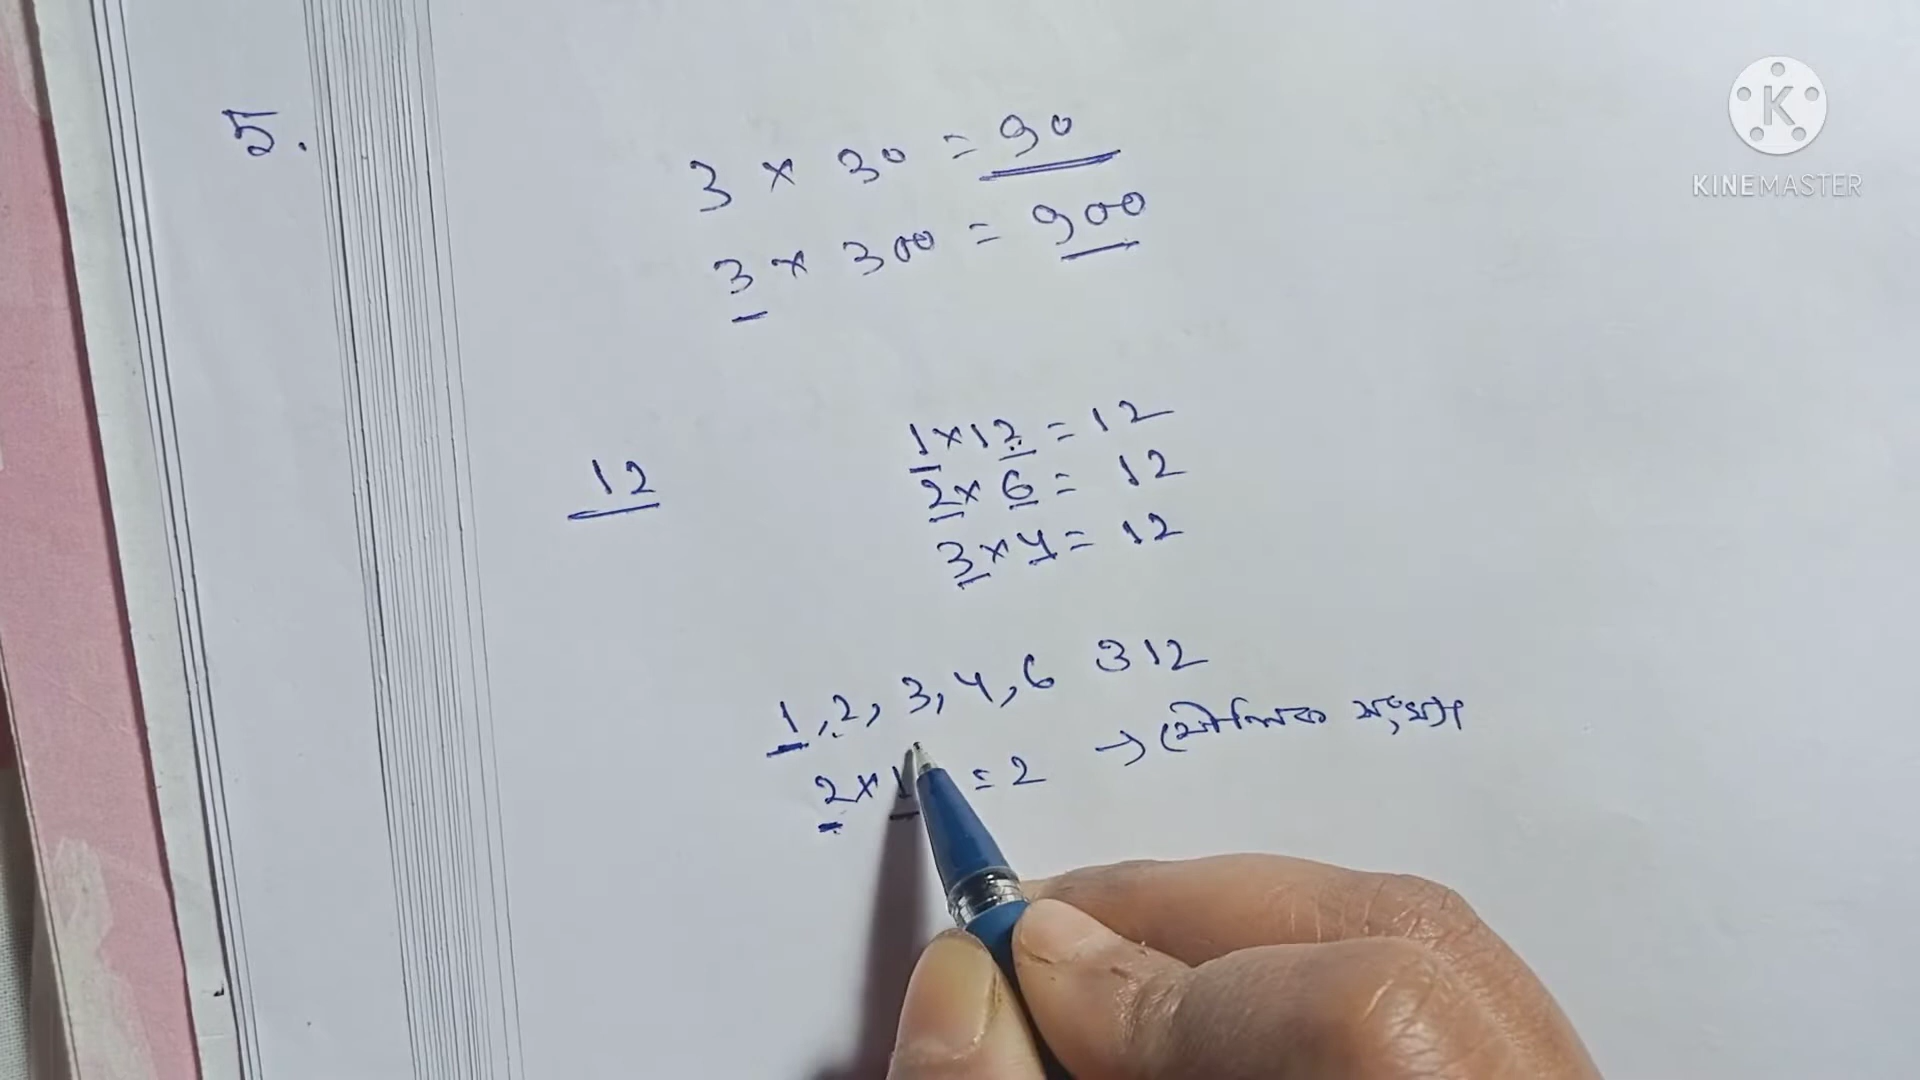 5.
3 × 30 = 90
3 × 300 = 900
12
1×12 = 12
2× 6 = 12
3×4= 12
1, 2, 3, 4, 6 ও 12
2×1 = 2 → মৌলিক সংখ্যা
K
KINEMASTER